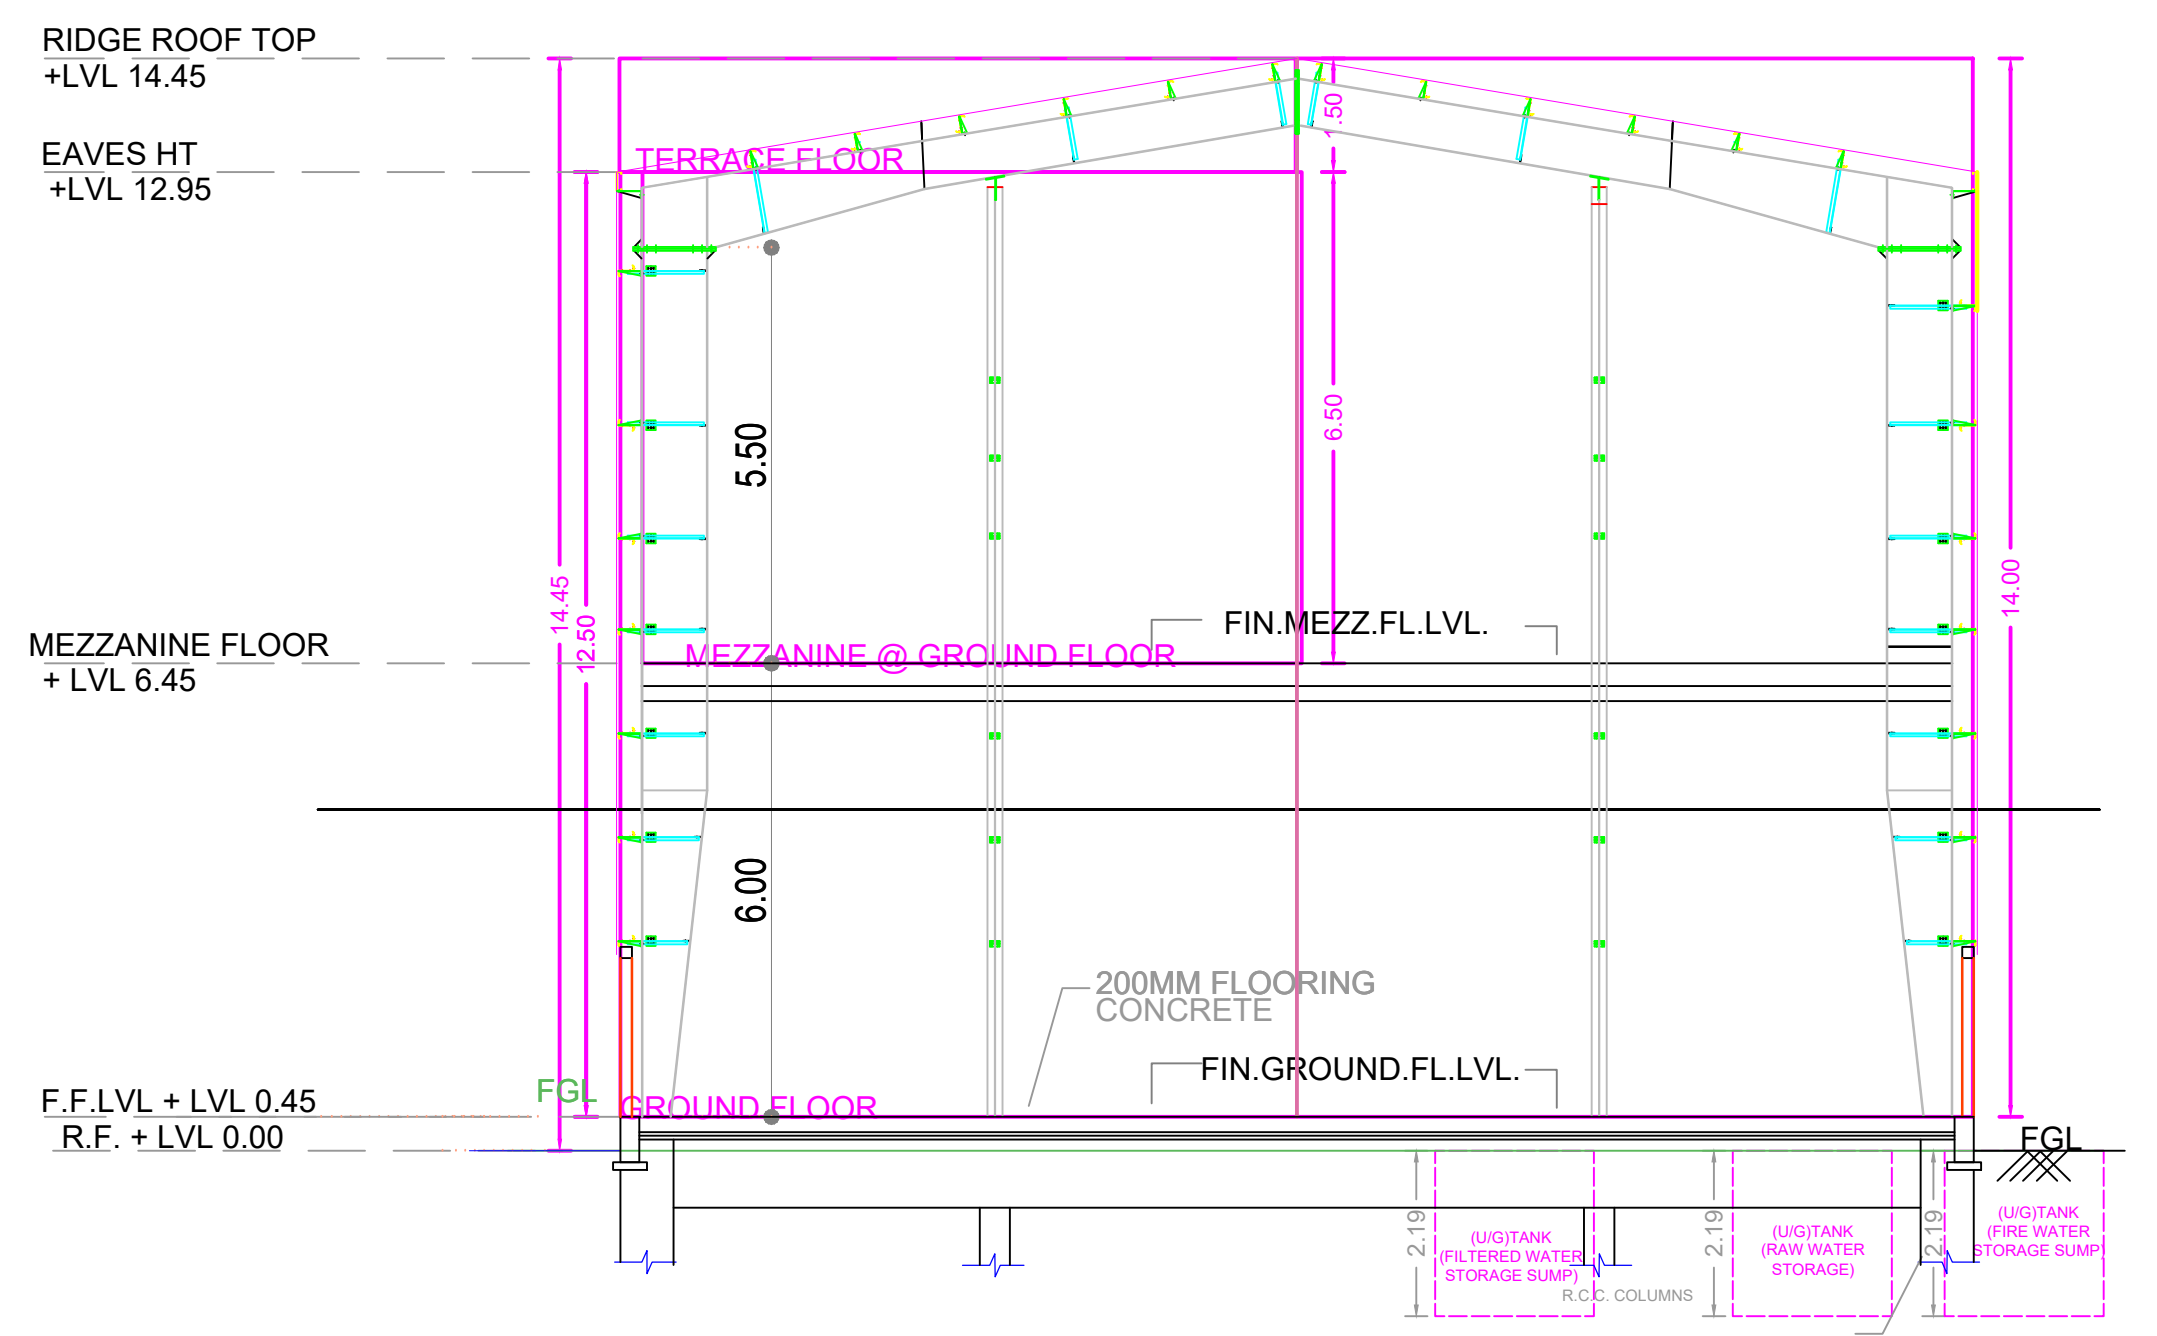 RIDGE ROOF TOP
+LVL 14.45
EAVES HT
+LVL 12.95
TERRACE FLOOR
1.50
6.50
5.50
14.45
12.50
14.00
FIN.MEZZ.FL.LVL.
MEZZANINE FLOOR
+ LVL 6.45
MEZZANINE @ GROUND FLOOR
6.00
200MM FLOORING
CONCRETE
FIN.GROUND.FL.LVL.
FGL
F.F.LVL + LVL 0.45
GROUND FLOOR
R.F. + LVL 0.00
FGL
2.19
(U/G)TANK
(FILTERED WATER
STORAGE SUMP)
2.19
(U/G)TANK
(RAW WATER
STORAGE)
2.19
(U/G)TANK
(FIRE WATER
STORAGE SUMP)
R.C.C. COLUMNS